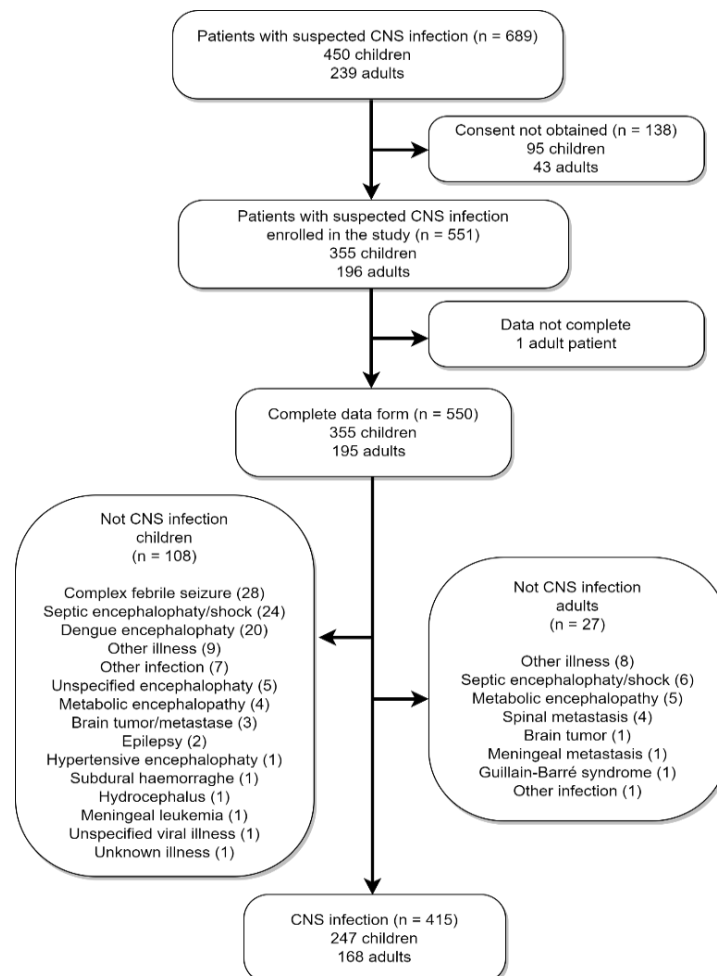 Patients with suspected CNS infection (n = 689)
450 children
239 adults
Consent not obtained (n = 138)
95 children
43 adults
Patients with suspected CNS infection
enrolled in the study (n = 551)
355 children
196 adults
Data not complete
1 adult patient
Complete data form (n = 550)
355 children
195 adults
Not CNS infection
children
(n = 108)
Complex febrile seizure (28)
Septic encephalophaty/shock (24)
Dengue encephalophaty (20)
Other illness (9)
Other infection (7)
Unspecified encephalophaty (5)
Metabolic encephalopathy (4)
Brain tumor/metastase (3)
Epilepsy (2)
Hypertensive encephalophaty (1)
Subdural haemorraghe (1)
Hydrocephalus (1)
Meningeal leukemia (1)
Unspecified viral illness (1)
Unknown illness (1)
Not CNS infection
adults
(n = 27)
Other illness (8)
Septic encephalophaty/shock (6)
Metabolic encephalopathy (5)
Spinal metastasis (4)
Brain tumor (1)
Meningeal metastasis (1)
Guillain-Barré syndrome (1)
Other infection (1)
CNS infection (n = 415)
247 children
168 adults